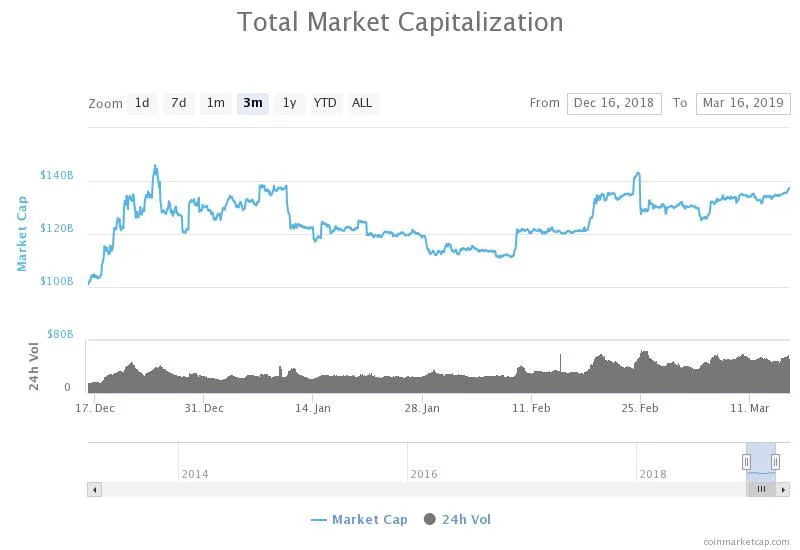 Total Market Capitalization
Zoom 1d 7d 1m 3m 1y YTD ALL From Dec 16, 2018 To Mar 16, 2019
$140B
$120B
$100B
$80B
Market Cap
0
24h Vol
17. Dec 31. Dec 14. Jan 28. Jan 11. Feb 25. Feb 11. Mar
2014 2016 2018
Market Cap 24h Vol
coinmarketcap.com